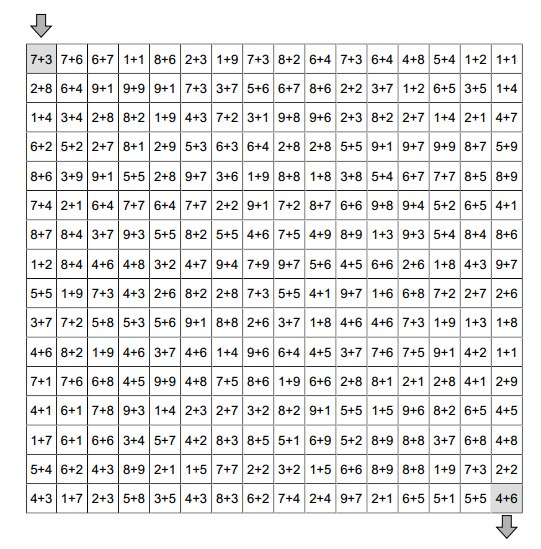 7+3 7+6 6+7 1+1 8+6 2+3 1+9 7+3 8+2 6+4 7+3 6+4 4+8 5+4 1+2 1+1
2+8 6+4 9+1 9+9 9+1 7+3 3+7 5+6 6+7 8+6 2+2 3+7 1+2 6+5 3+5 1+4
1+4 3+4 2+8 8+2 1+9 4+3 7+2 3+1 9+8 9+6 2+3 8+2 2+7 1+4 2+1 4+7
6+2 5+2 2+7 8+1 2+9 5+3 6+3 6+4 2+8 2+8 5+5 9+1 9+7 9+9 8+7 5+9
8+6 3+9 9+1 5+5 2+8 9+7 3+6 1+9 8+8 1+8 3+8 5+4 6+7 7+7 8+5 8+9
7+4 2+1 6+4 7+7 6+4 7+7 2+2 9+1 7+2 8+7 6+6 9+8 9+4 5+2 6+5 4+1
8+7 8+4 3+7 9+3 5+5 8+2 5+5 4+6 7+5 4+9 8+9 1+3 9+3 5+4 8+4 8+6
1+2 8+4 4+6 4+8 3+2 4+7 9+4 7+9 9+7 5+6 4+5 6+6 2+6 1+8 4+3 9+7
5+5 1+9 7+3 4+3 2+6 8+2 2+8 7+3 5+5 4+1 9+7 1+6 6+8 7+2 2+7 2+6
3+7 7+2 5+8 5+3 5+6 9+1 8+8 2+6 3+7 1+8 4+6 4+6 7+3 1+9 1+3 1+8
4+6 8+2 1+9 4+6 3+7 4+6 1+4 9+6 6+4 4+5 3+7 7+6 7+5 9+1 4+2 1+1
7+1 7+6 6+8 4+5 9+9 4+8 7+5 8+6 1+9 6+6 2+8 8+1 2+1 2+8 4+1 2+9
4+1 6+1 7+8 9+3 1+4 2+3 2+7 3+2 8+2 9+1 5+5 1+5 9+6 8+2 6+5 4+5
1+7 6+1 6+6 3+4 5+7 4+2 8+3 8+5 5+1 6+9 5+2 8+9 8+8 3+7 6+8 4+8
5+4 6+2 4+3 8+9 2+1 1+5 7+7 2+2 3+2 1+5 6+6 8+9 8+8 1+9 7+3 2+2
4+3 1+7 2+3 5+8 3+5 4+3 8+3 6+2 7+4 2+4 9+7 2+1 6+5 5+1 5+5 4+6